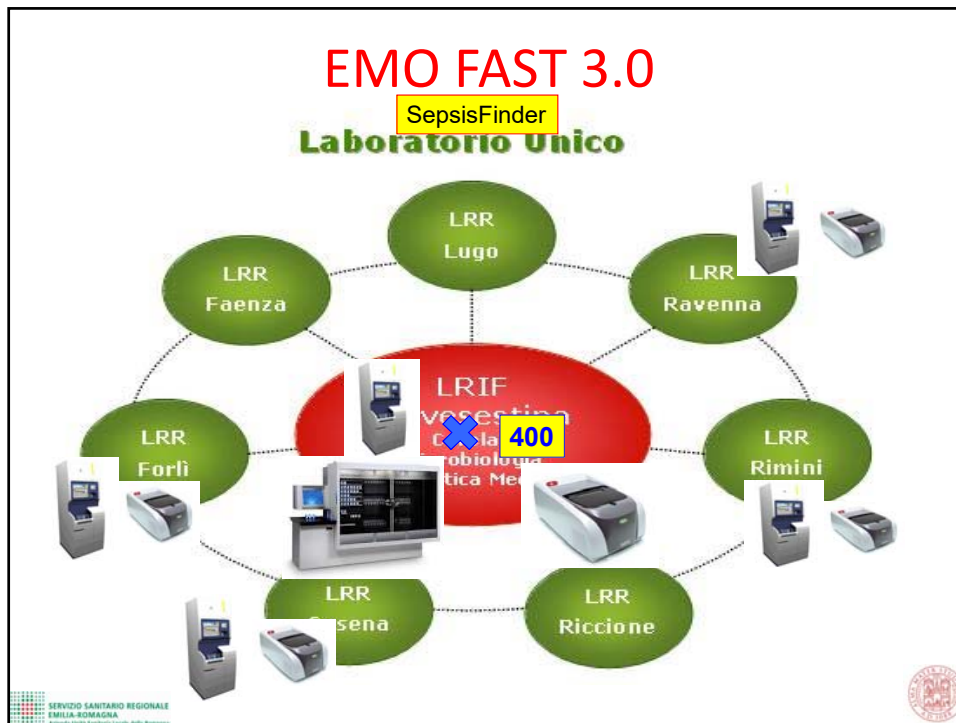 EMO FAST 3.0
SepsisFinder
Laboratorio Unico
LRR
Lugo
LRR
Faenza
LRR
Ravenna
LRIF
400
LRR
Forlì
LRR
Rimini
LRR
LRR
Riccione
SERVIZIO SANITARIO REGIONALE
EMILIA-ROMAGNA